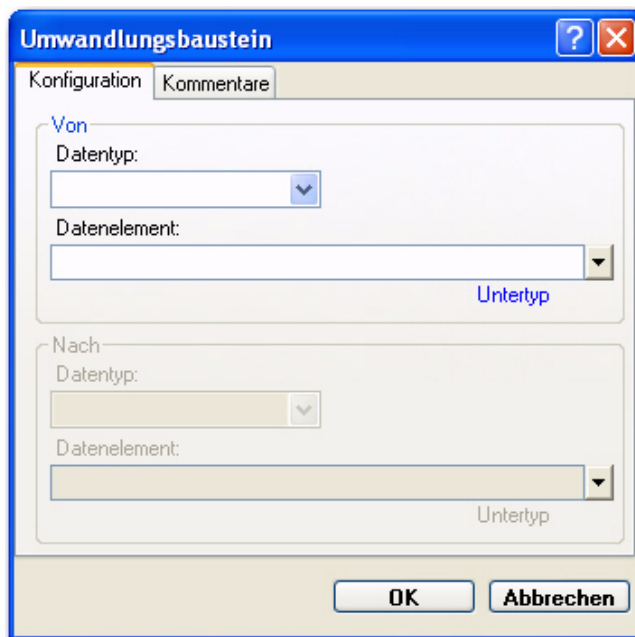 Umwandlungsbaustein
Konfiguration Kommentare
Von
Datentyp:
Datenelement:
Untertyp
Nach
Datentyp:
Datenelement:
Untertyp
OK Abbrechen